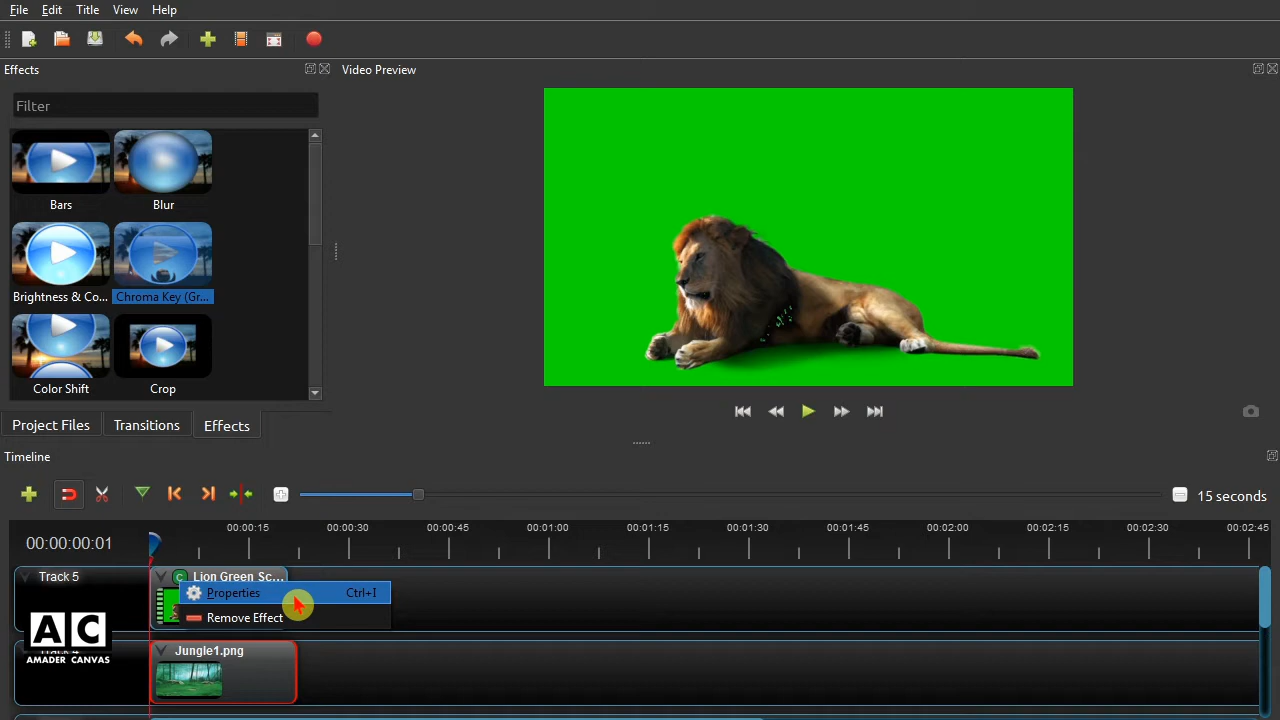 File Edit Title View Help
Effects
Video Preview
Filter
Bars
Blur
Brightness & Co...
Chroma Key (Gr...
Color Shift
Crop
Project Files
Transitions
Effects
Timeline
15 seconds
00:00:00:01
00:00:15 00:00:30 00:00:45 00:01:00 00:01:15 00:01:30 00:01:45 00:02:00 00:02:15 00:02:30 00:02:45
Track 5
C Lion Green Sc...
Properties Ctrl+I
Remove Effect
A C
AMADER CANVAS
Track 4
Jungle1.png